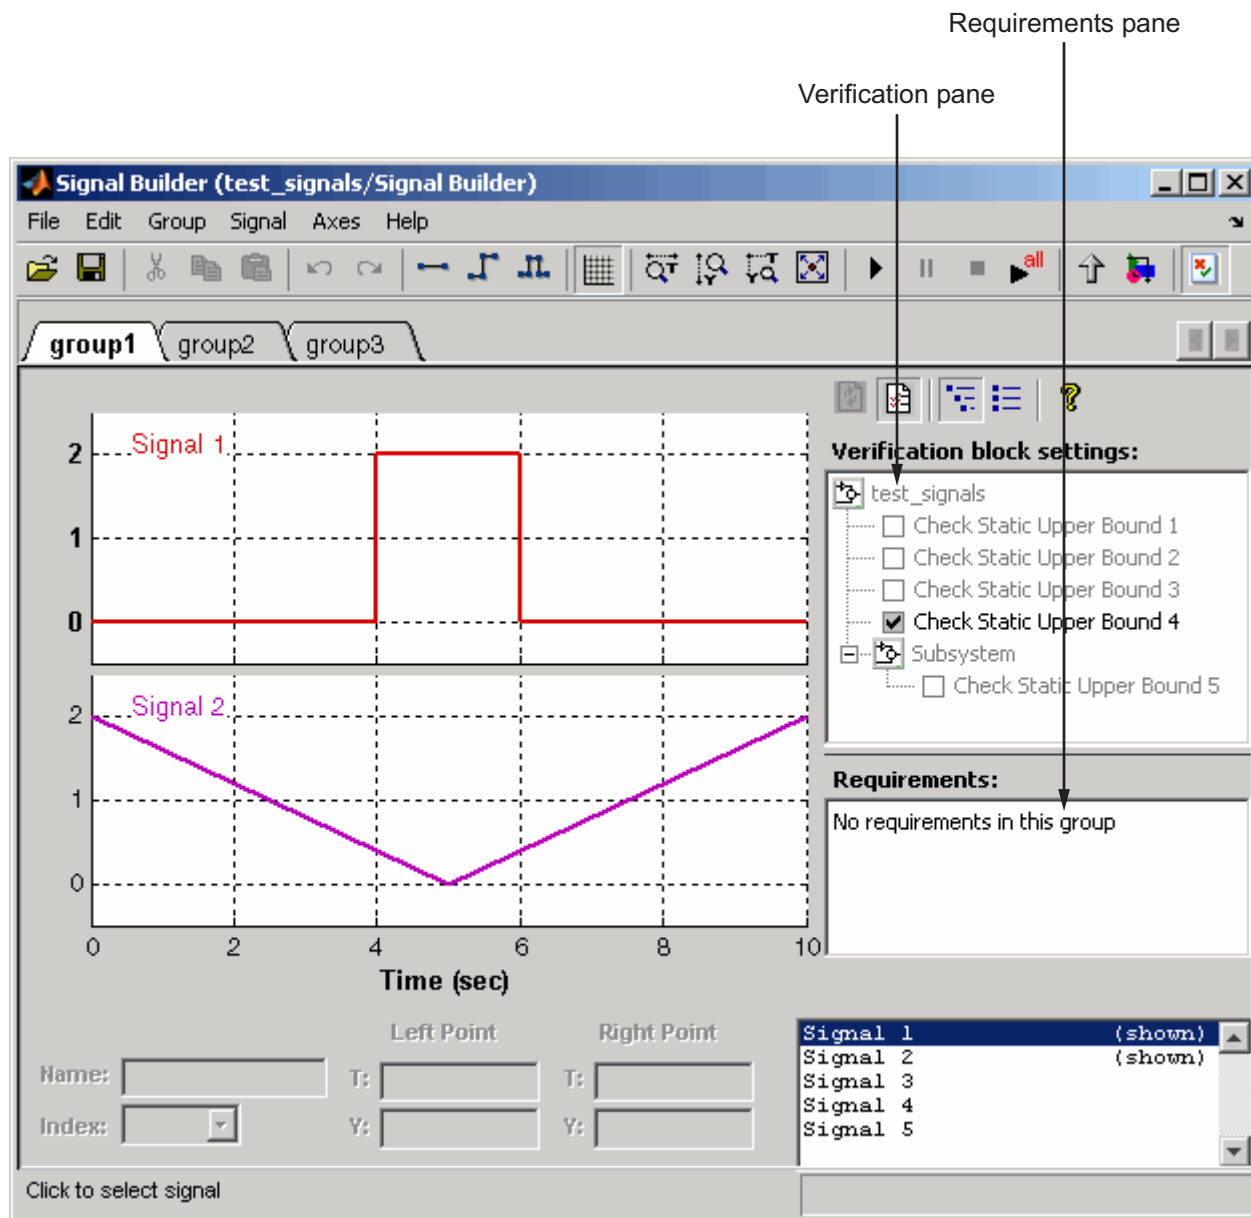 Requirements pane
Verification pane
Signal Builder (test_signals/Signal Builder)
File Edit Group Signal Axes Help
all
group1 group2 group3
Verification block settings:
test_signals
Check Static Upper Bound 1
Check Static Upper Bound 2
Check Static Upper Bound 3
Check Static Upper Bound 4
Subsystem
Check Static Upper Bound 5
Requirements:
No requirements in this group
2
Signal 1
1
0
2
Signal 2
1
0
0 2 4 6 8 10
Time (sec)
Left Point Right Point
Name: T: T:
Index: Y: Y:
Signal 1 (shown)
Signal 2 (shown)
Signal 3
Signal 4
Signal 5
Click to select signal